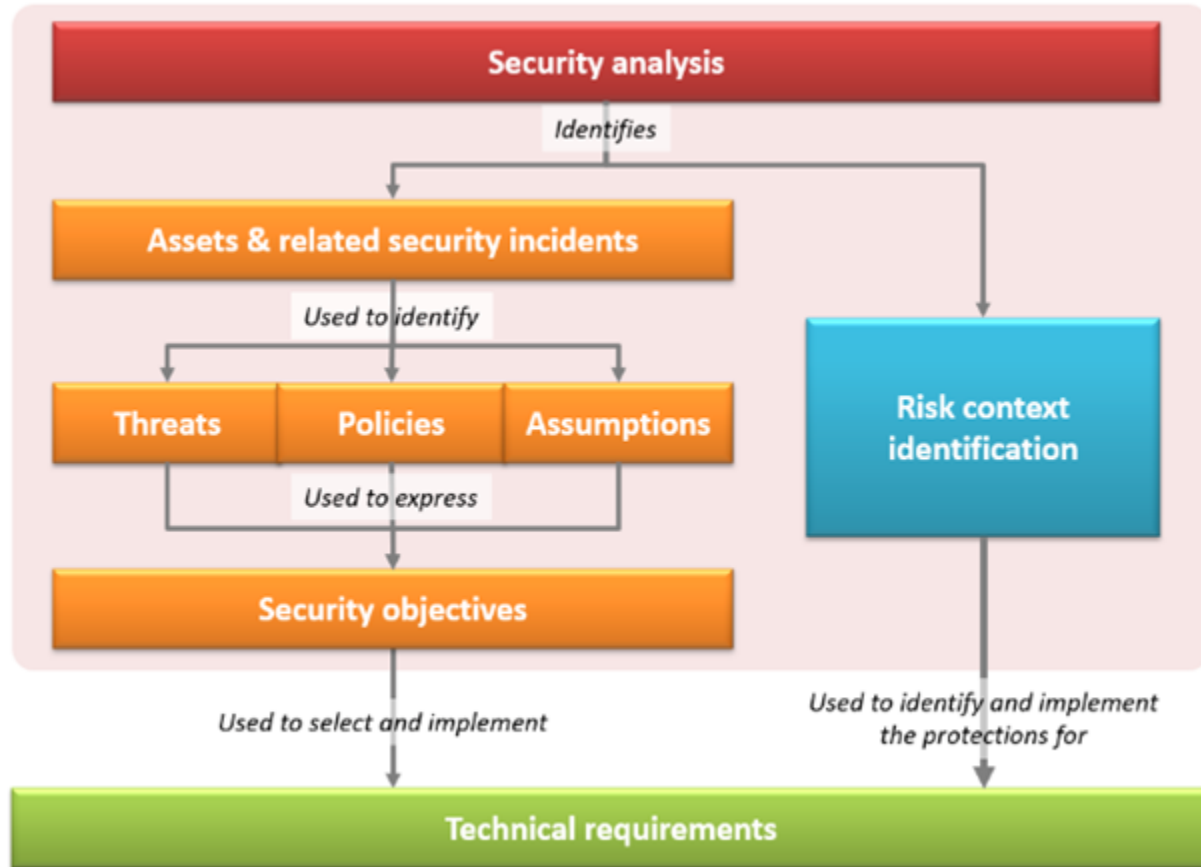 Security analysis
Identifies
Assets & related security incidents
Used to identify
Threats
Policies
Assumptions
Risk context
identification
Used to express
Security objectives
Used to select and implement
Used to identify and implement
the protections for
Technical requirements